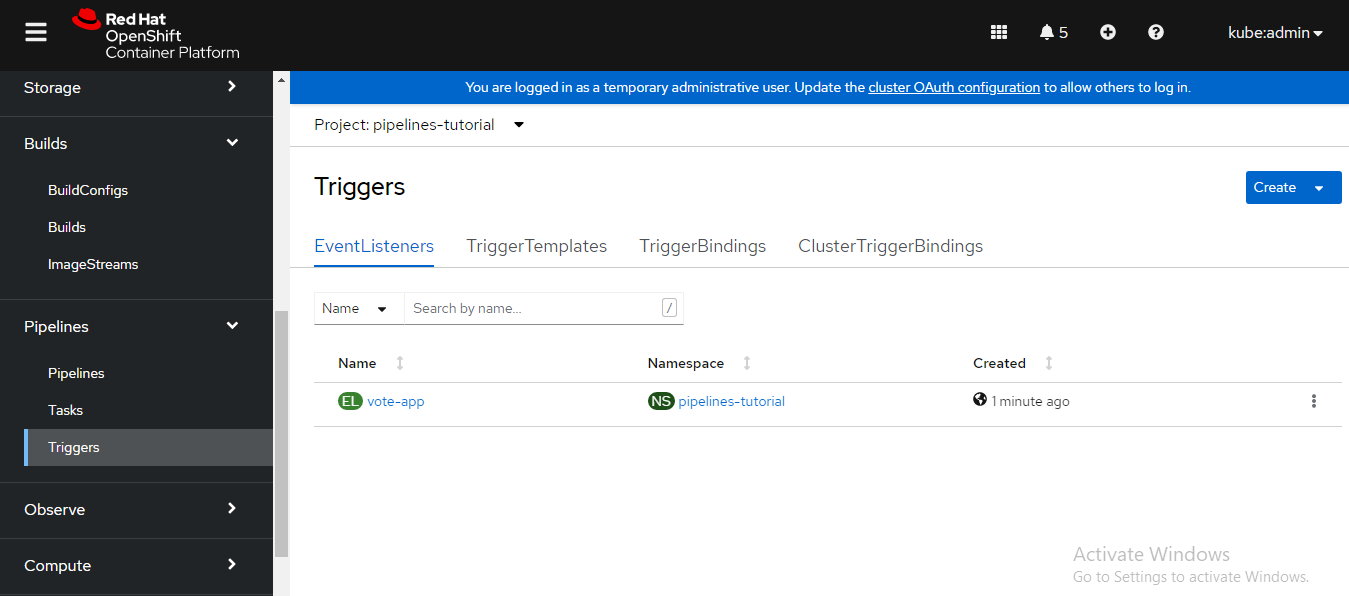 Red Hat
OpenShift
Container Platform
5
kube:admin
Storage
Builds
BuildConfigs
Builds
ImageStreams
Pipelines
Pipelines
Tasks
Triggers
Observe
Compute
You are logged in as a temporary administrative user. Update the cluster OAuth configuration to allow others to log in.
Project: pipelines-tutorial
Triggers
Create
EventListeners TriggerTemplates TriggerBindings ClusterTriggerBindings
Name Search by name... /
Name Namespace Created
EL vote-app NS pipelines-tutorial 1 minute ago
Activate Windows
Go to Settings to activate Windows.